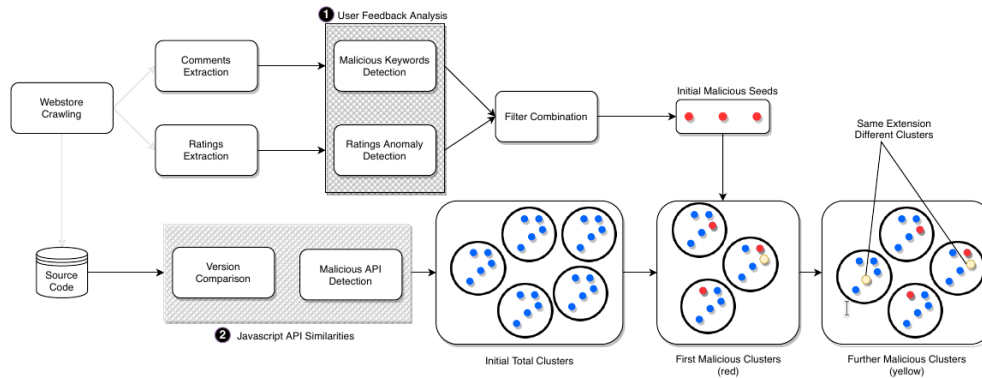 1 User Feedback Analysis
Comments
Extraction
Malicious Keywords
Detection
Webstore
Crawling
Filter Combination
Initial Malicious Seeds
Ratings
Extraction
Ratings Anomaly
Detection
Same Extension
Different Clusters
Source
Code
Version
Comparison
Malicious API
Detection
2 Javascript API Similarities
Initial Total Clusters
First Malicious Clusters
(red)
Further Malicious Clusters
(yellow)